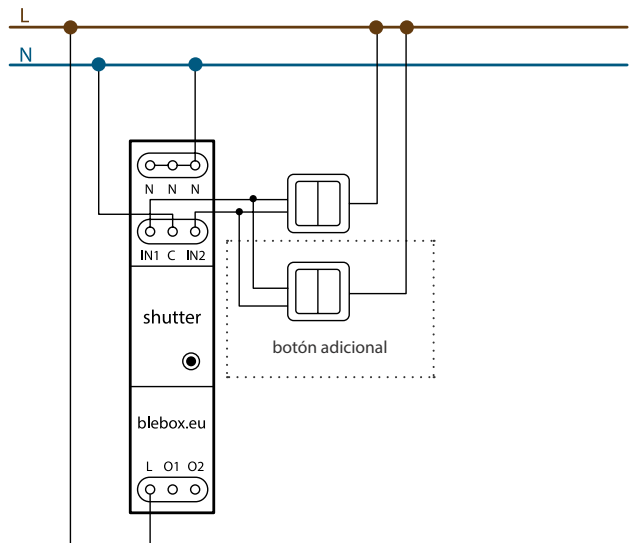 L
N
N N N
IN1 C IN2
shutter
botón adicional
blebox.eu
L O1 O2